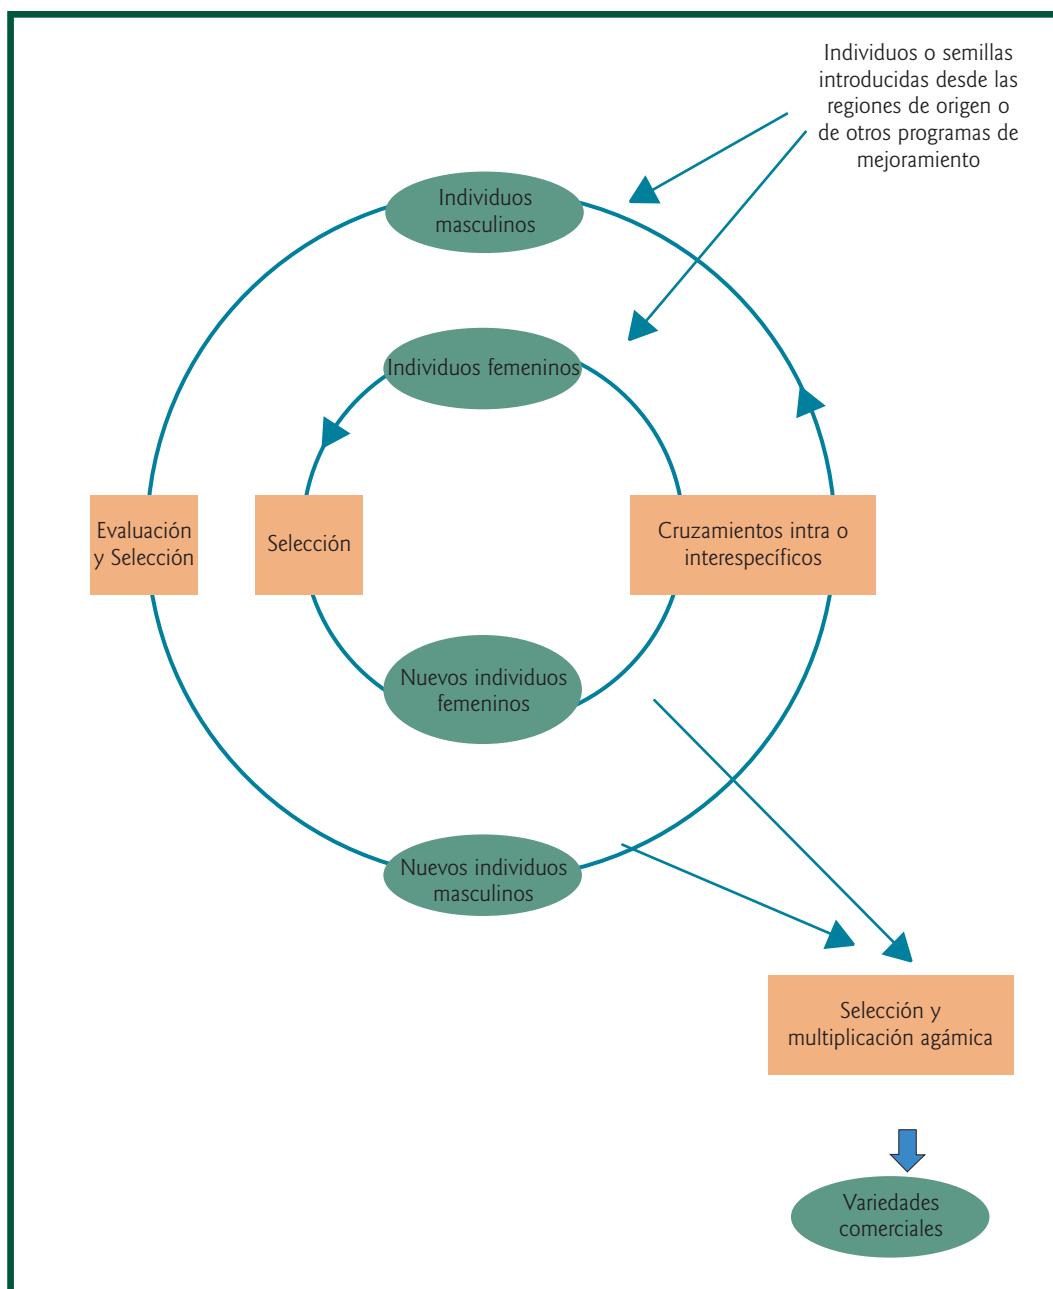 Individuos o semillas
introducidas desde las
regiones de origen o
de otros programas de
mejoramiento
Individuos
masculinos
Individuos femeninos
Evaluación
y Selección
Selección
Cruzamientos intra o
interespecíficos
Nuevos individuos
femeninos
Nuevos individuos
masculinos
Selección y
multiplicación agámica
Variedades
comerciales